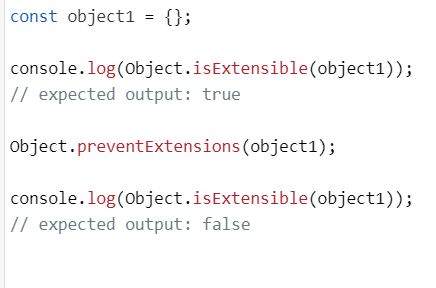 const object1 = {};
console.log(Object.isExtensible(object1));
// expected output: true
Object.preventExtensions(object1);
console.log(Object.isExtensible(object1));
// expected output: false